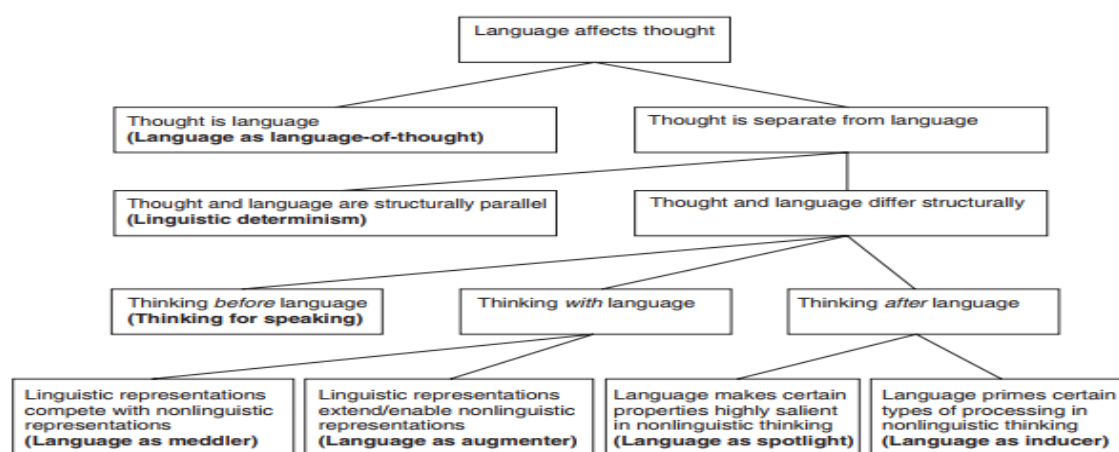 Language affects thought
Thought is language
(Language as language-of-thought)
Thought is separate from language
Thought and language are structurally parallel
(Linguistic determinism)
Thought and language differ structurally
Thinking before language
(Thinking for speaking)
Thinking with language
Thinking after language
Linguistic representations
compete with nonlinguistic
representations
(Language as meddler)
Linguistic representations
extend/enable nonlinguistic
representations
(Language as augmenter)
Language makes certain
properties highly salient
in nonlinguistic thinking
(Language as spotlight)
Language primes certain
types of processing in
nonlinguistic thinking
(Language as inducer)